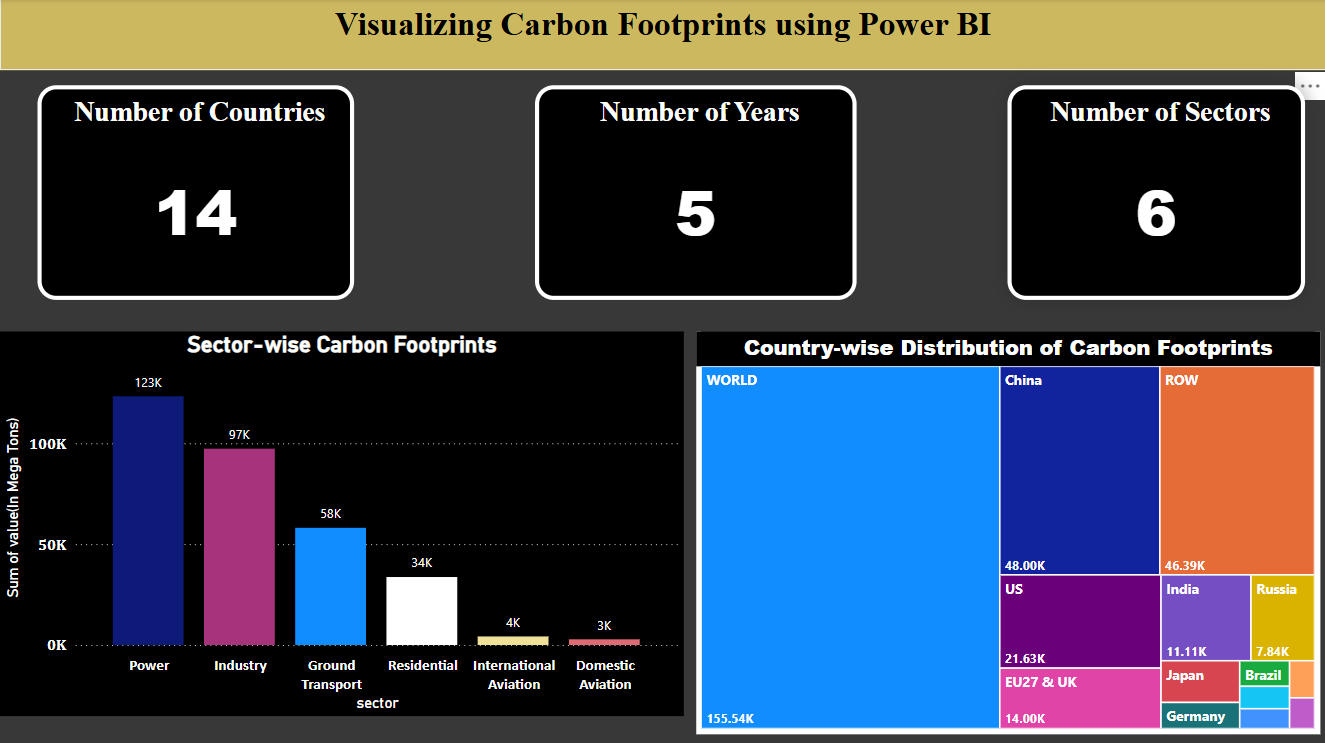 Visualizing Carbon Footprints using Power BI
Number of Countries
14
Number of Years
5
Number of Sectors
6
Sector-wise Carbon Footprints
Sum of value(In Mega Tons)
100K
50K
0K
123K
97K
58K
34K
4K
3K
Power
Industry
Ground
Transport
Residential
International
Aviation
Domestic
Aviation
sector
Country-wise Distribution of Carbon Footprints
WORLD
155.54K
China
48.00K
ROW
46.39K
US
21.63K
EU27 & UK
14.00K
India
11.11K
Russia
7.84K
Japan
Germany
Brazil